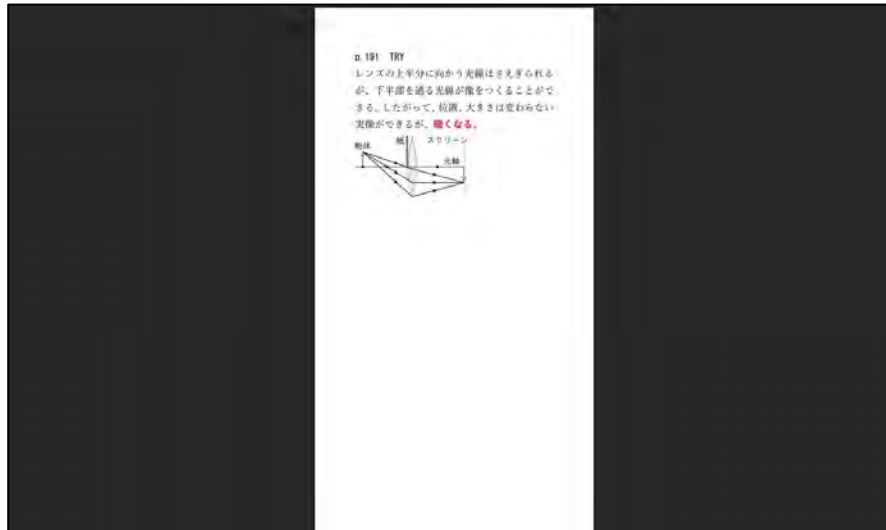 p. 191 TRY
レンズの上半分に向かう光線はさえぎられる
が、下半部を通る光線が像をつくることがで
きる。したがって、位置、大きさは変わらない
実像ができるが、暗くなる。
紙 スクリーン
物体
光軸